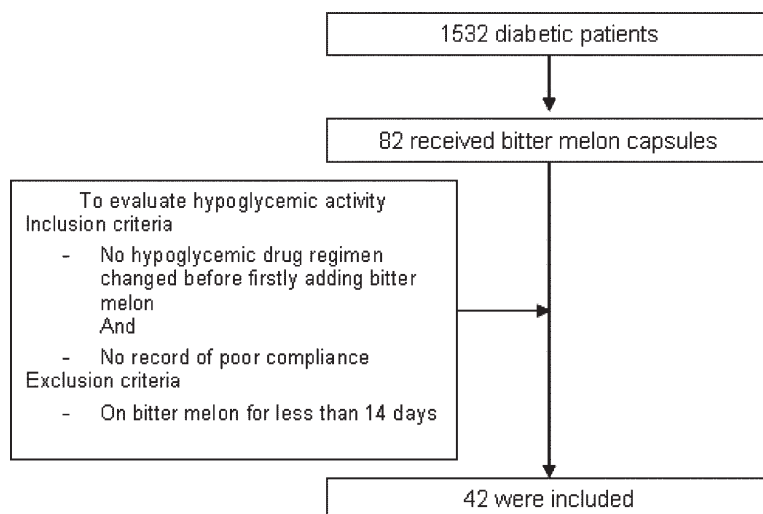 1532 diabetic patients
82 received bitter melon capsules
To evaluate hypoglycemic activity
Inclusion criteria
- No hypoglycemic drug regimen
changed before firstly adding bitter
melon
And
- No record of poor compliance
Exclusion criteria
- On bitter melon for less than 14 days
42 were included